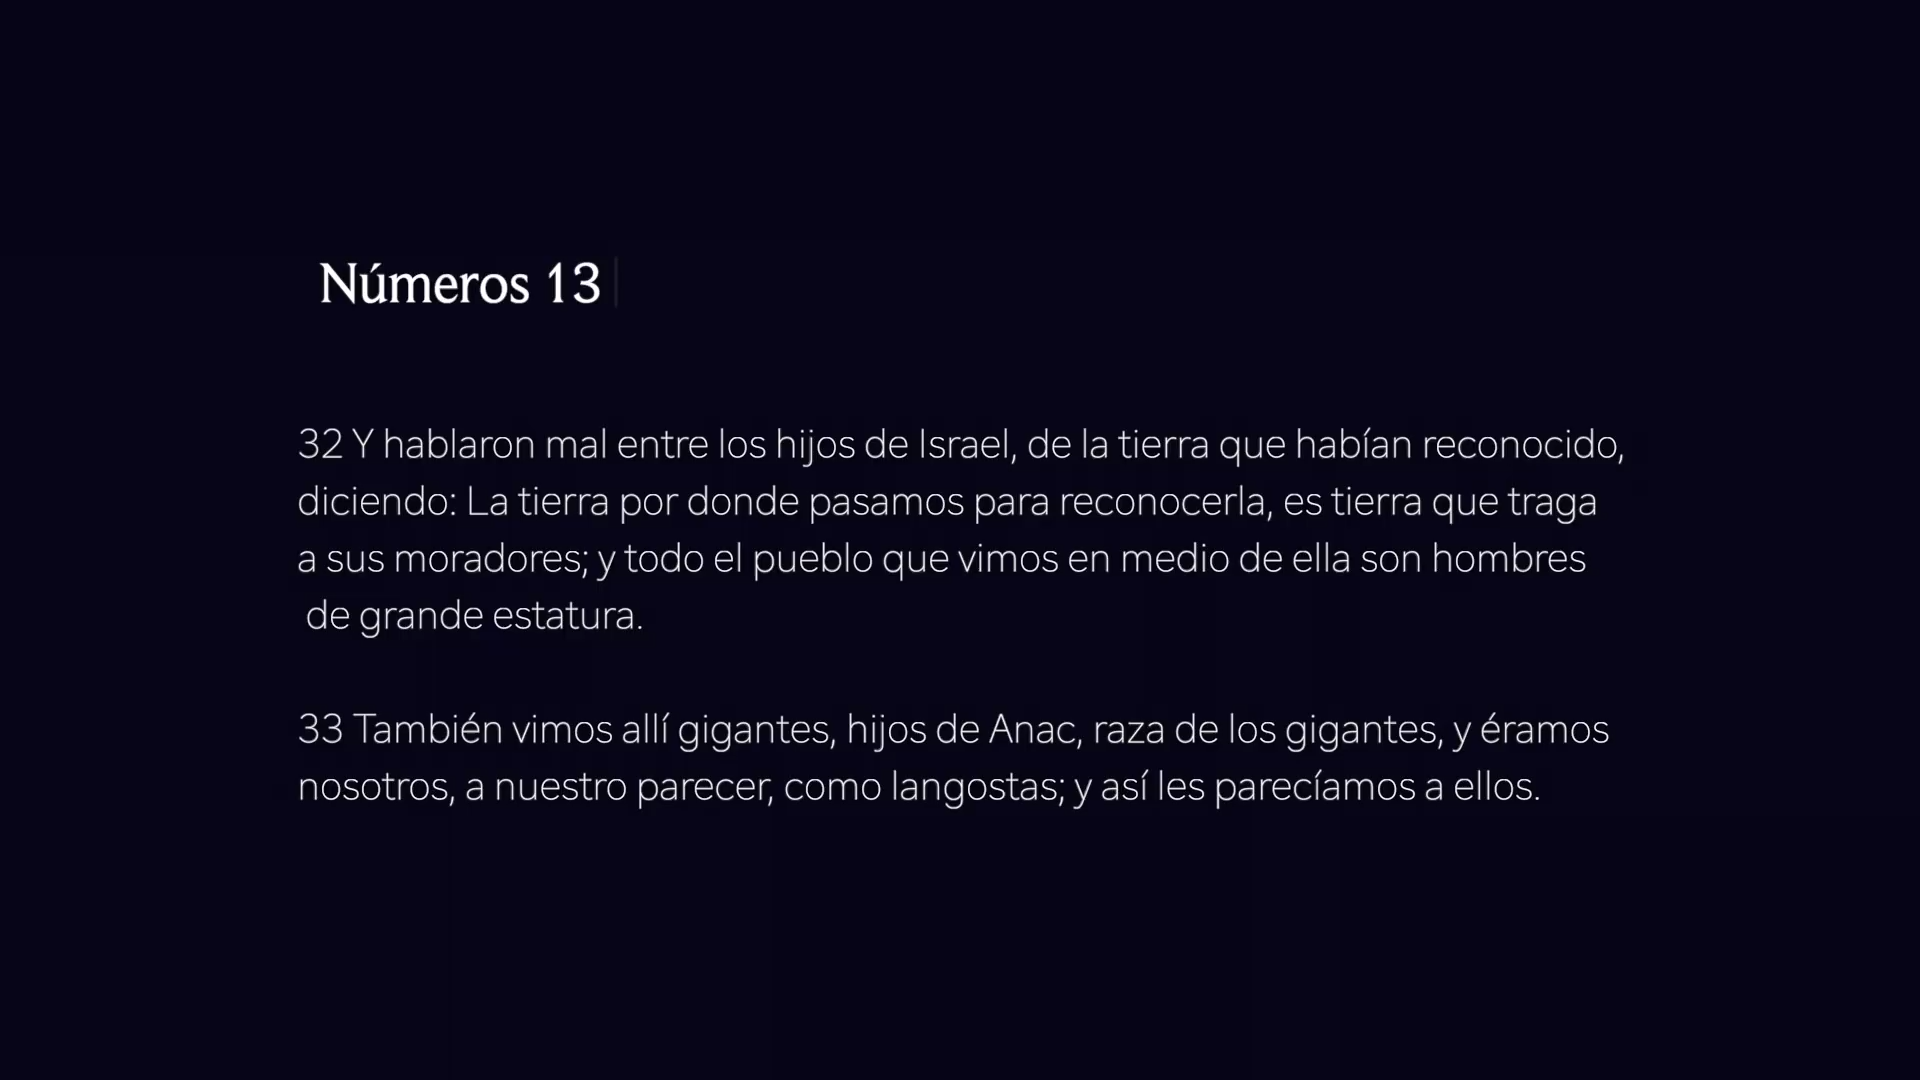 Números 13
32 Y hablaron mal entre los hijos de Israel, de la tierra que habían reconocido,
diciendo: La tierra por donde pasamos para reconocerla, es tierra que traga
a sus moradores; y todo el pueblo que vimos en medio de ella son hombres
de grande estatura.
33 También vimos allí gigantes, hijos de Anac, raza de los gigantes, y éramos
nosotros, a nuestro parecer, como langostas; y así les parecíamos a ellos.